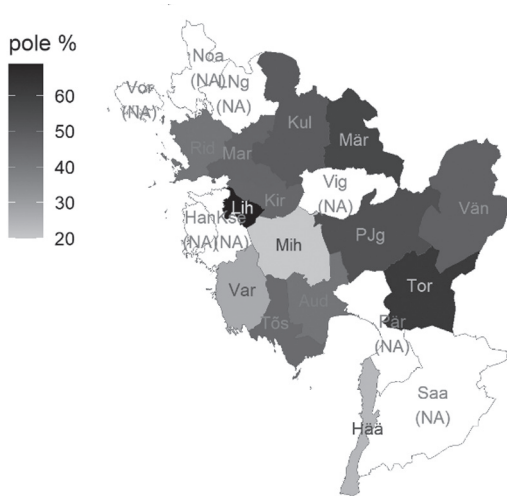 pole %
60
50
40
30
20
Noa
(NA)
LNg
(NA)
Vor
(NA)
Kul
Mär
Rid
Mar
Vig
(NA)
Kir
Lih
Han
(NA)
Kse
(NA)
Vän
PJg
Mih
Var
Tor
Aud
Tõs
Pär
(NA)
Saa
(NA)
Hää